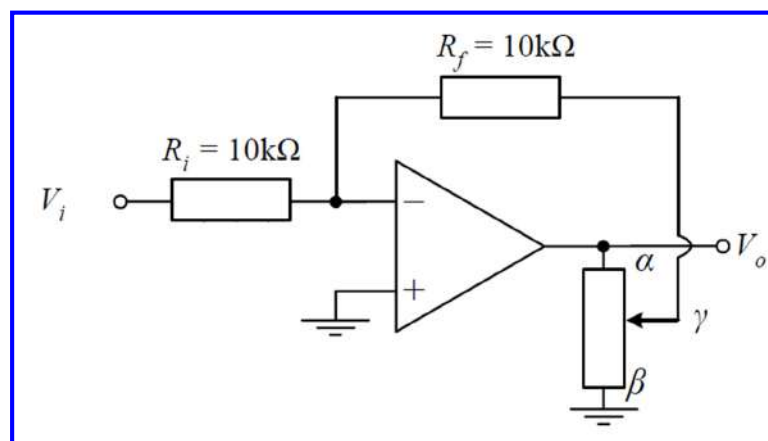 R_f = 10kΩ
R_i = 10kΩ
V_i
−
+
α
V_o
γ
β